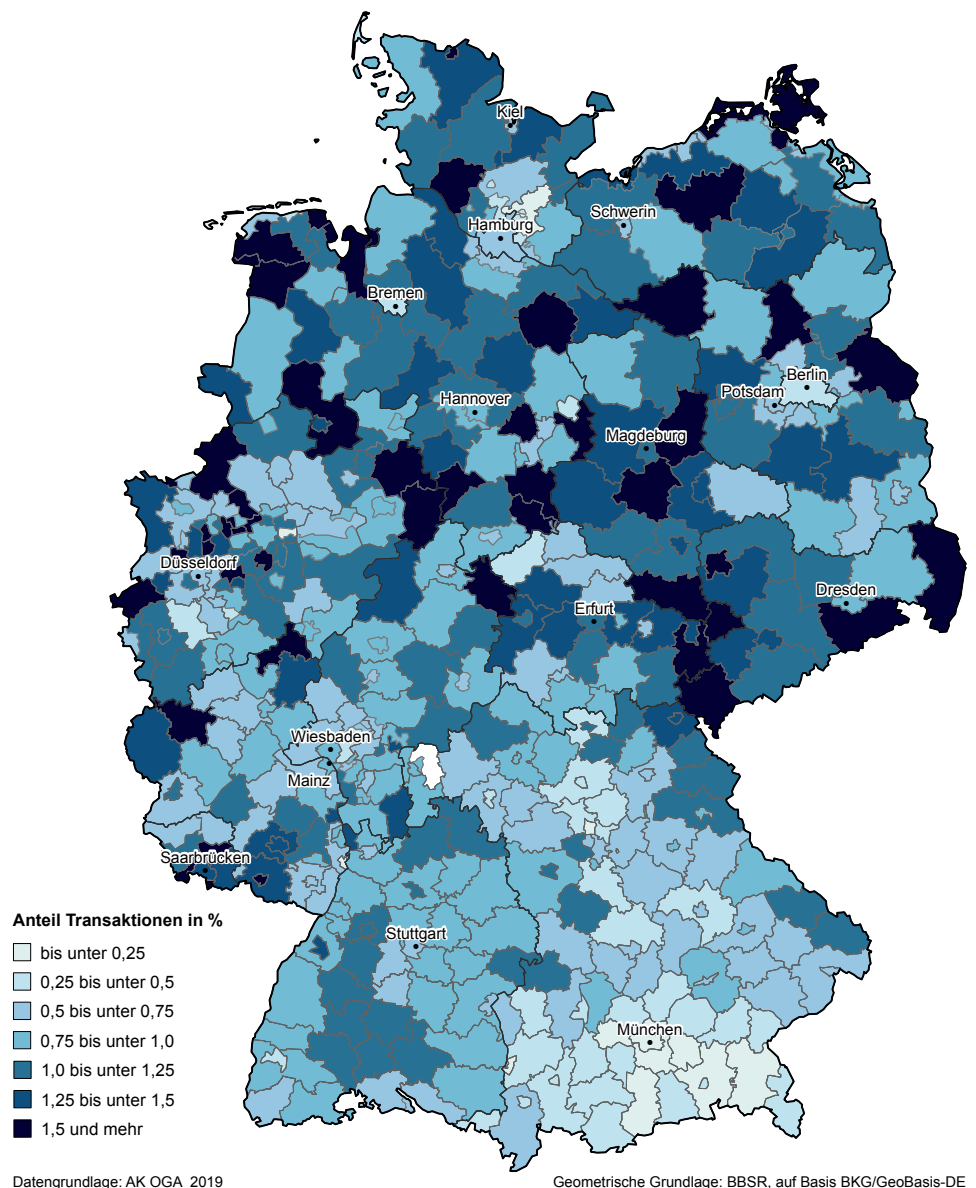 Kiel
Schwerin
Hamburg
Bremen
Berlin
Potsdam
Hannover
Magdeburg
Düsseldorf
Dresden
Erfurt
Wiesbaden
Mainz
Saarbrücken
Anteil Transaktionen in %
Stuttgart
bis unter 0,25
0,25 bis unter 0,5
0,5 bis unter 0,75
München
0,75 bis unter 1,0
1,0 bis unter 1,25
1,25 bis unter 1,5
1,5 und mehr
Datengrundlage: AK OGA 2019
Geometrische Grundlage: BBSR, auf Basis BKG/GeoBasis-DE